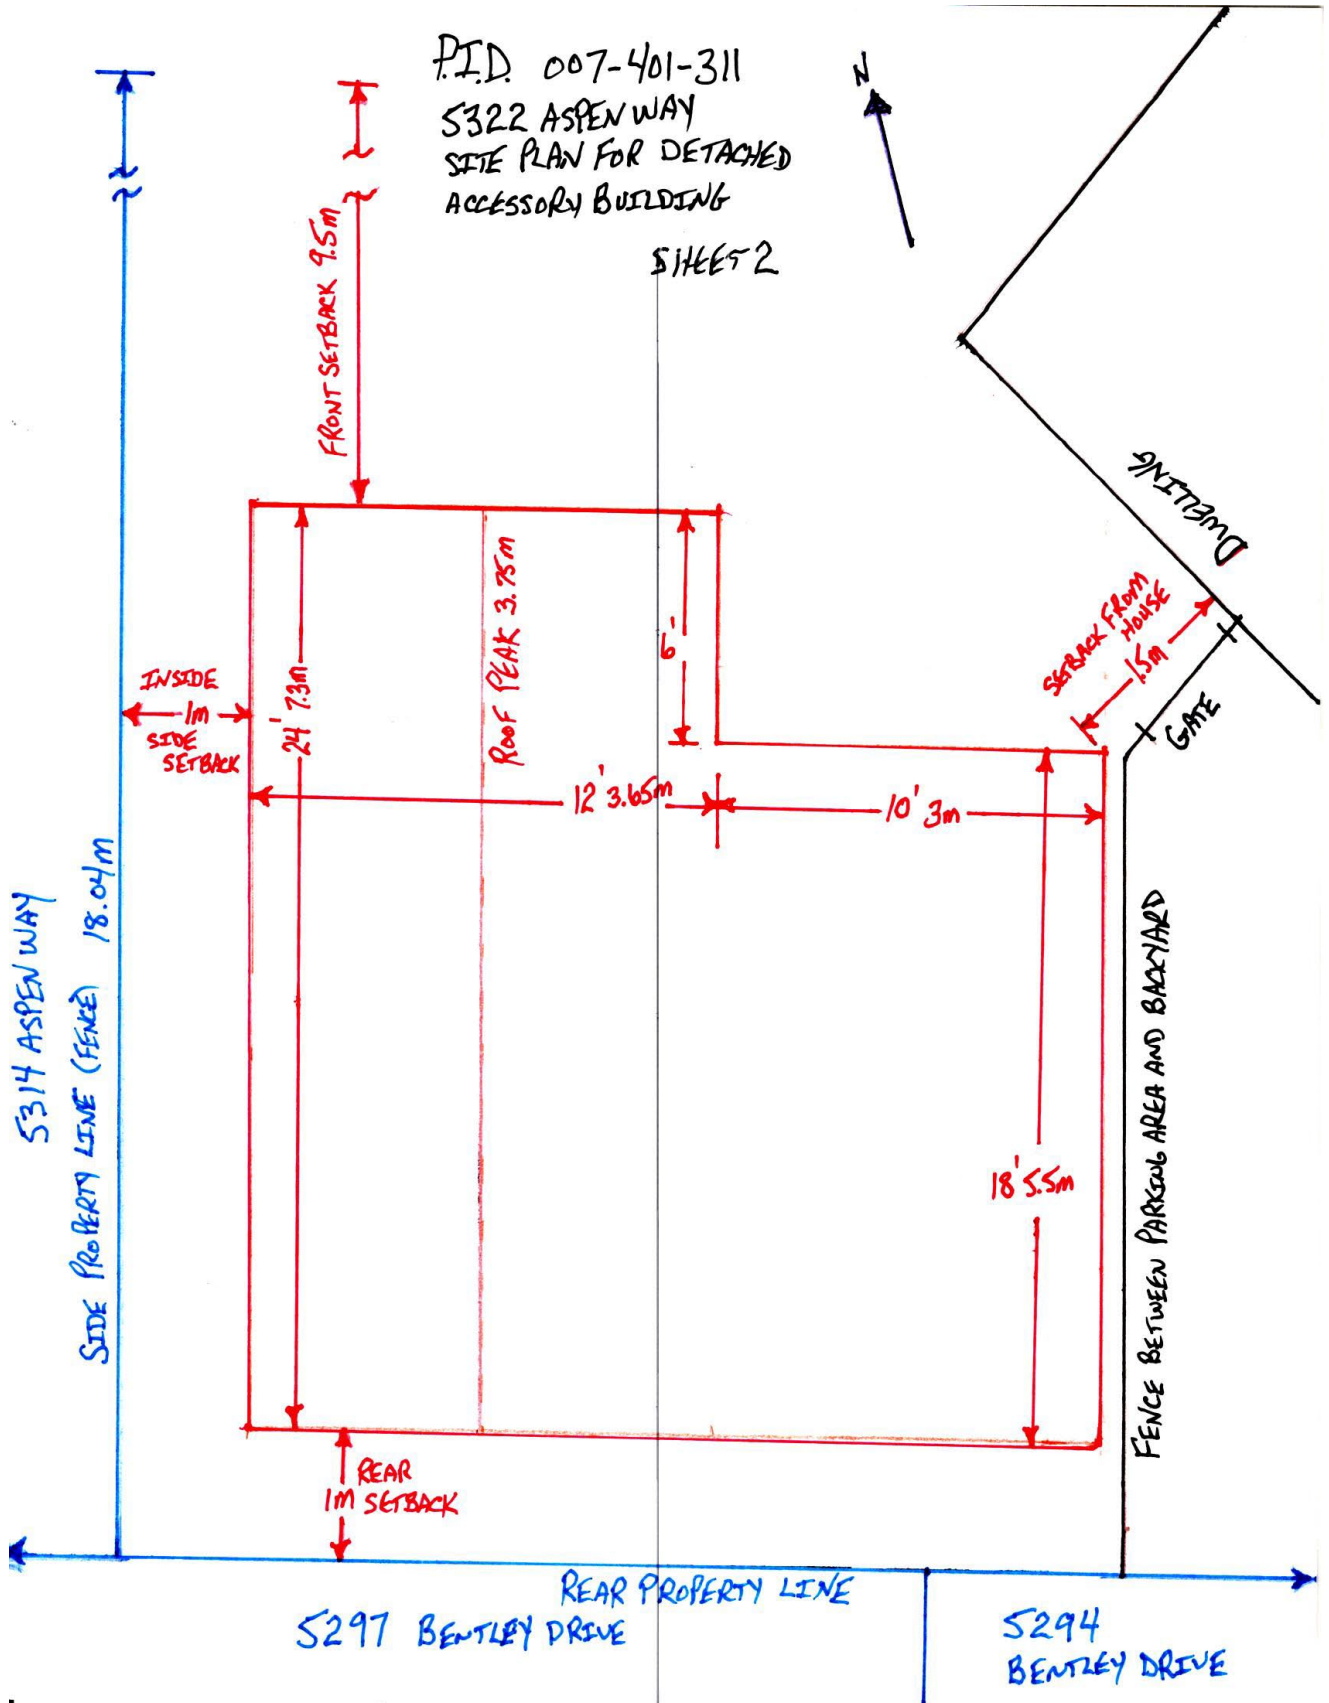 P.I.D. 007-401-311
5322 ASPEN WAY
SITE PLAN FOR DETACHED
ACCESSORY BUILDING
SHEET 2
N
FRONT SETBACK 9.5m
DWELLING
SETBACK FROM
HOUSE
1.5m
GATE
ROOF PEAK 3.75m
6'
24' 7.3m
INSIDE
1m
SIDE
SETBACK
12' 3.65m
10' 3m
18' 5.5m
5314 ASPEN WAY
SIDE PROPERTY LINE (FENCE) 18.04m
FENCE BETWEEN PARKING AREA AND BACKYARD
REAR
1M SETBACK
REAR PROPERTY LINE
5297 BENTLEY DRIVE
5294
BENTLEY DRIVE